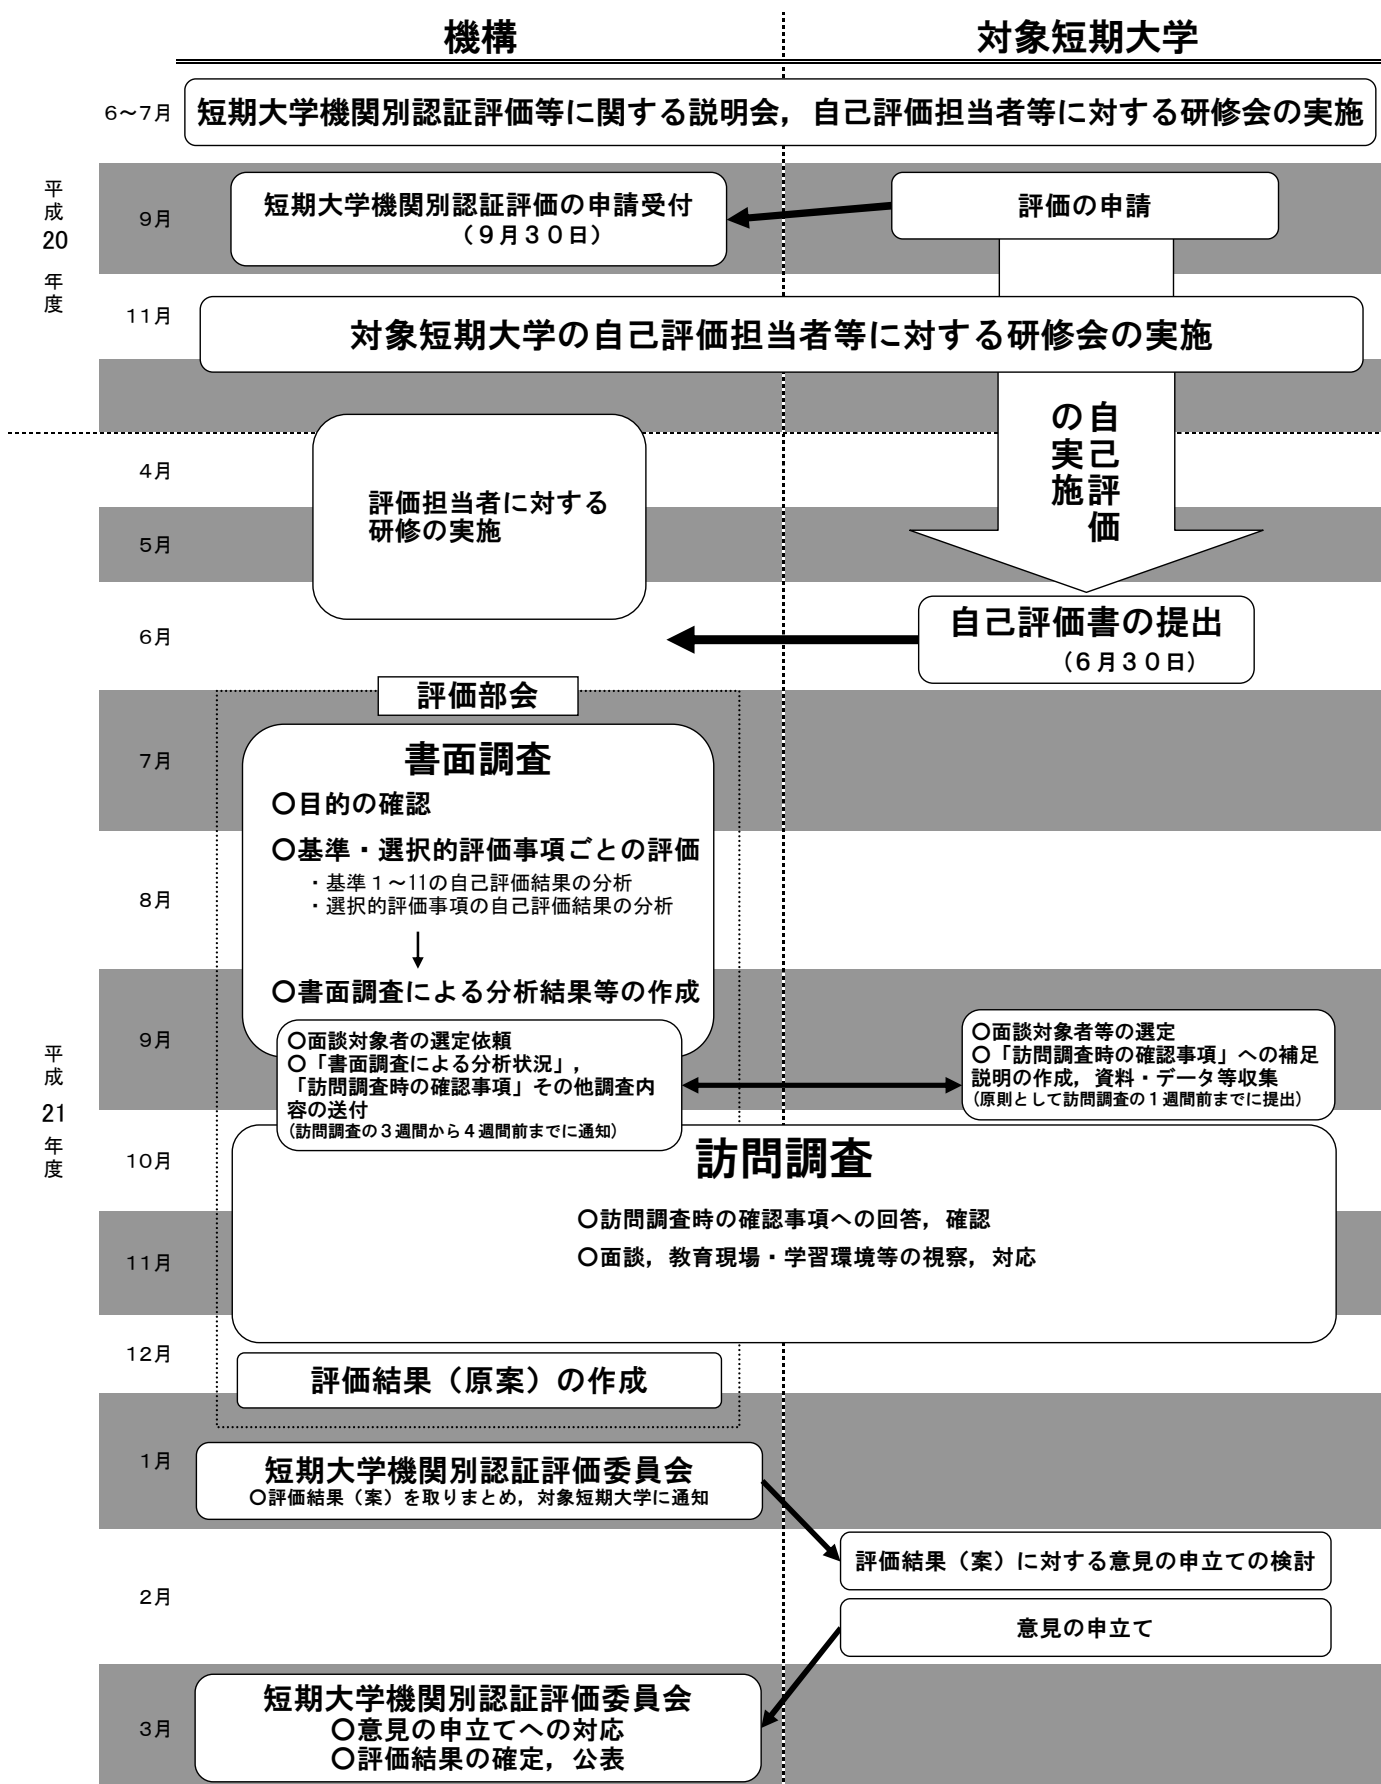 機構
対象短期大学
平成20年度
6～7月
短期大学機関別認証評価等に関する説明会，自己評価担当者等に対する研修会の実施
9月
短期大学機関別認証評価の申請受付
（９月３０日）
評価の申請
11月
対象短期大学の自己評価担当者等に対する研修会の実施
自己評価
の実施
平成21年度
4月
評価担当者に対する
研修の実施
5月
6月
自己評価書の提出
（６月３０日）
評価部会
7月
書面調査
○目的の確認
○基準・選択的評価事項ごとの評価
8月
・基準１～11の自己評価結果の分析
・選択的評価事項の自己評価結果の分析
○書面調査による分析結果等の作成
9月
○面談対象者の選定依頼
○「書面調査による分析状況」，
「訪問調査時の確認事項」その他調査内
容の送付
（訪問調査の３週間から４週間前までに通知）
○面談対象者等の選定
○「訪問調査時の確認事項」への補足
説明の作成，資料・データ等収集
（原則として訪問調査の１週間前までに提出）
10月
訪問調査
○訪問調査時の確認事項への回答，確認
○面談，教育現場・学習環境等の視察，対応
11月
12月
評価結果（原案）の作成
1月
短期大学機関別認証評価委員会
○評価結果（案）を取りまとめ，対象短期大学に通知
評価結果（案）に対する意見の申立ての検討
2月
意見の申立て
3月
短期大学機関別認証評価委員会
○意見の申立てへの対応
○評価結果の確定，公表